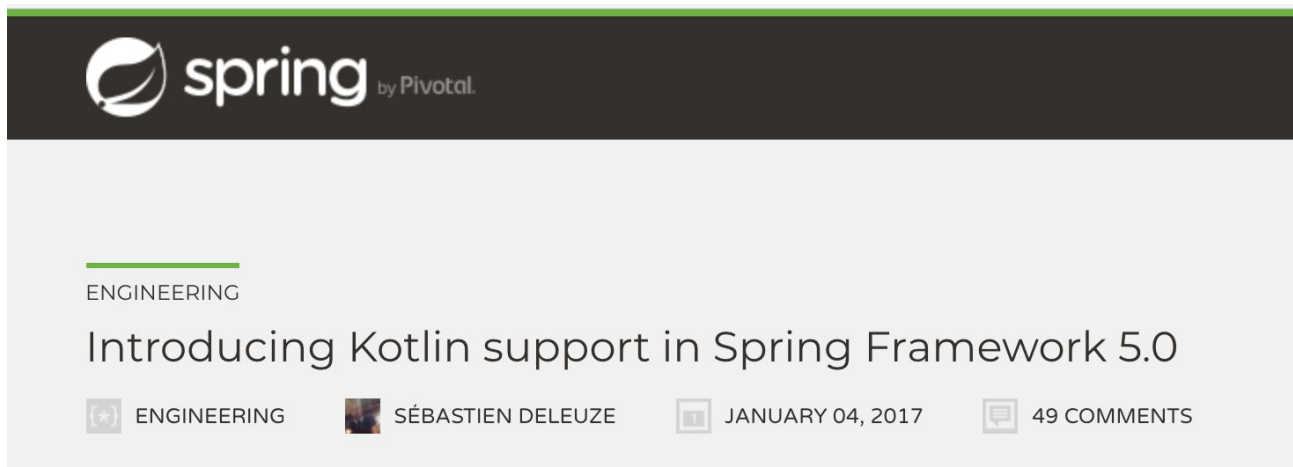 spring by Pivotal.
ENGINEERING
Introducing Kotlin support in Spring Framework 5.0
{*} ENGINEERING SÉBASTIEN DELEUZE 1 JANUARY 04, 2017 49 COMMENTS